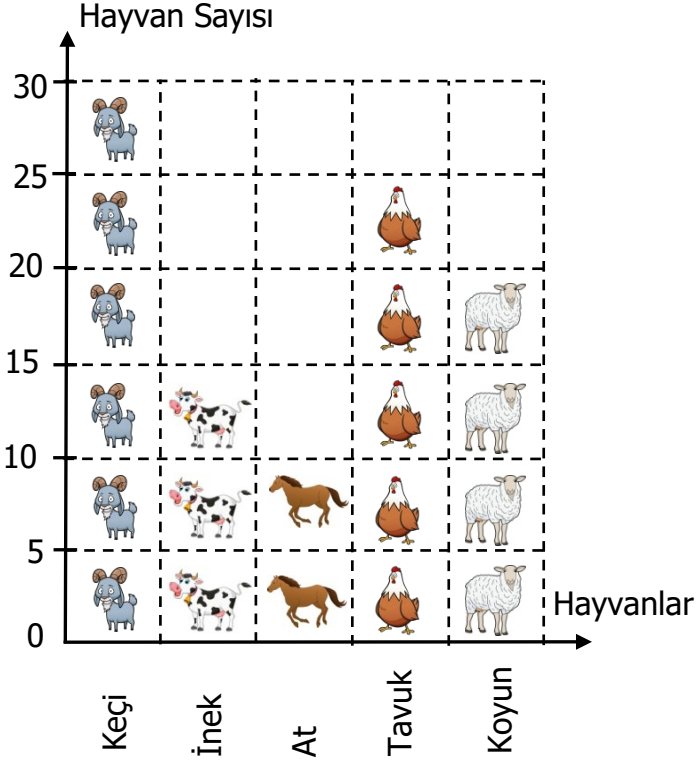 Hayvan Sayısı
30
25
20
15
10
5
0
Hayvanlar
Keçi
İnek
At
Tavuk
Koyun